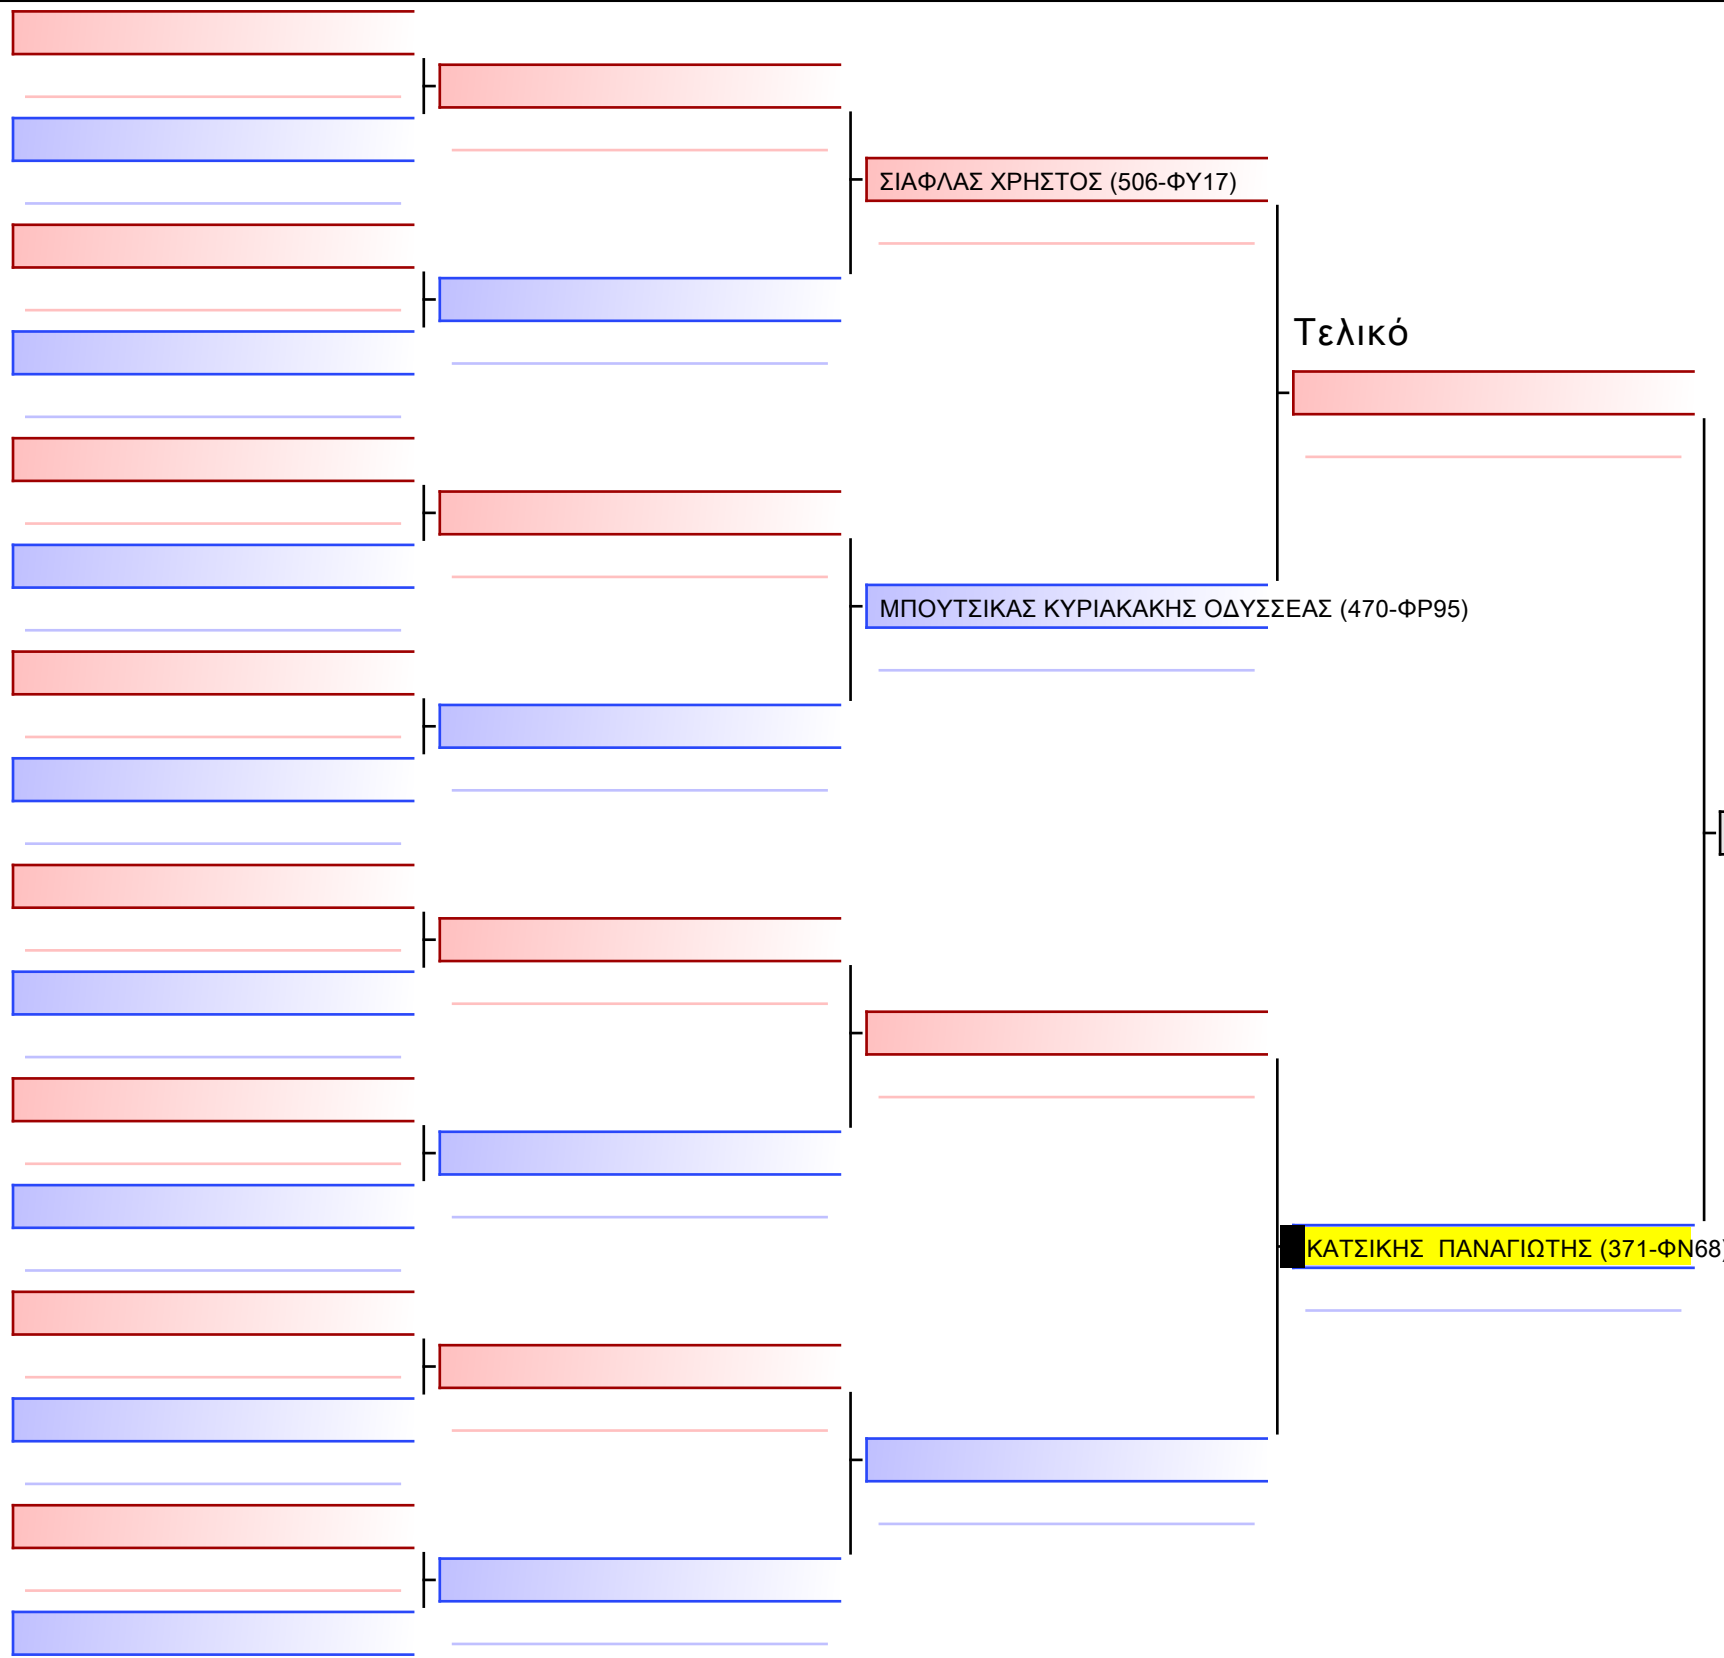 ΣΙΑΦΛΑΣ ΧΡΗΣΤΟΣ (506-ΦΥ17)
Τελικό
ΜΠΟΥΤΣΙΚΑΣ ΚΥΡΙΑΚΑΚΗΣ ΟΔΥΣΣΕΑΣ (470-ΦΡ95)
ΚΑΤΣΙΚΗΣ  ΠΑΝΑΓΙΩΤΗΣ (371-ΦΝ68)